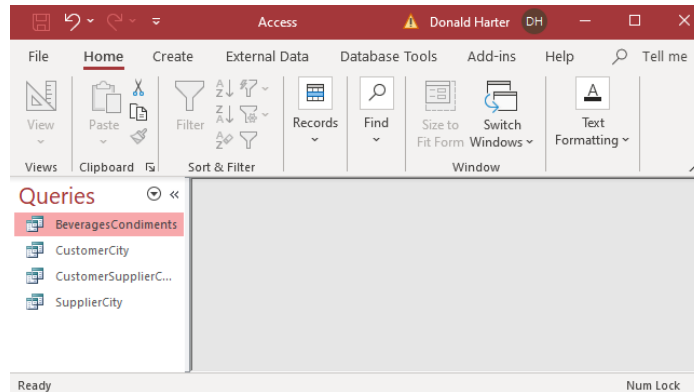 Access Donald Harter DH
File Home Create External Data Database Tools Add-ins Help Tell me
View Paste Filter Records Find Size to Fit Form Switch Windows Text Formatting
Views Clipboard Sort & Filter Window
Queries
BeveragesCondiments
CustomerCity
CustomerSupplierC...
SupplierCity
Ready Num Lock